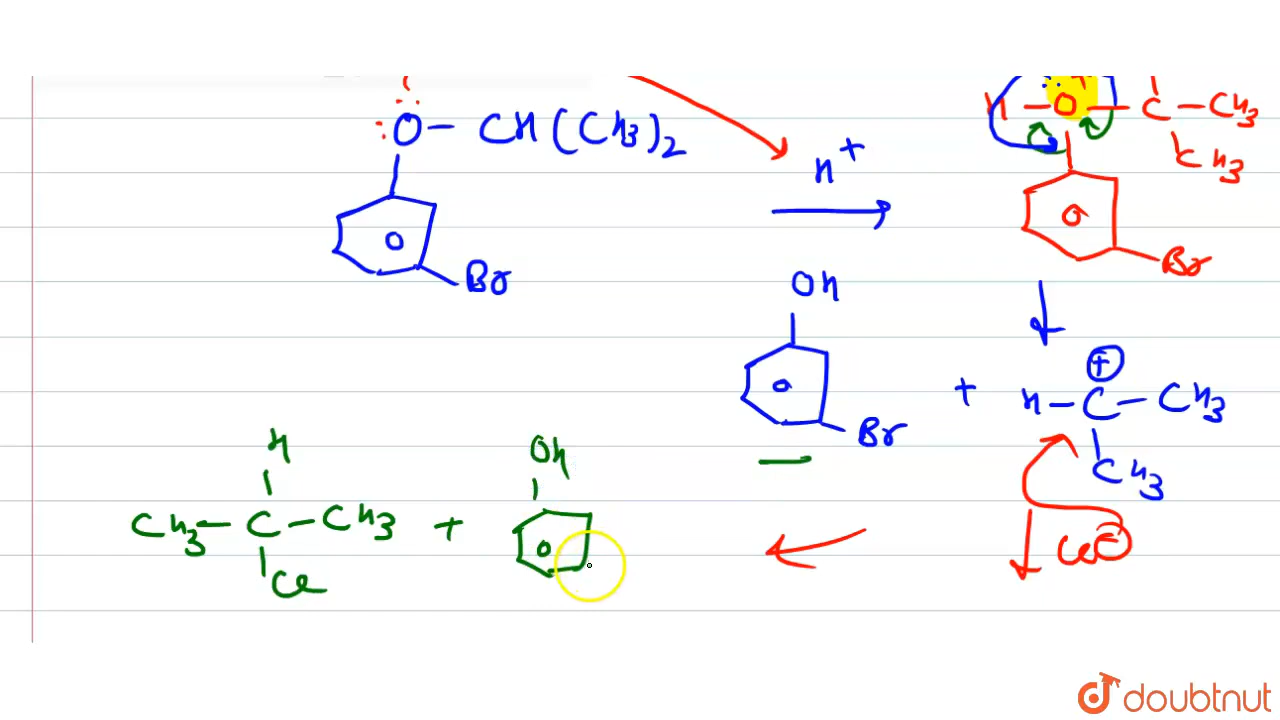 :O – CH(CH3)2
H – O – C – CH3
CH3
H+
O
Br
O
Br
OH
O
Br
+
H – C – CH3
+
CH3
H
CH3 – C – CH3 + OH
Cl
O
Cl–
doubtnut